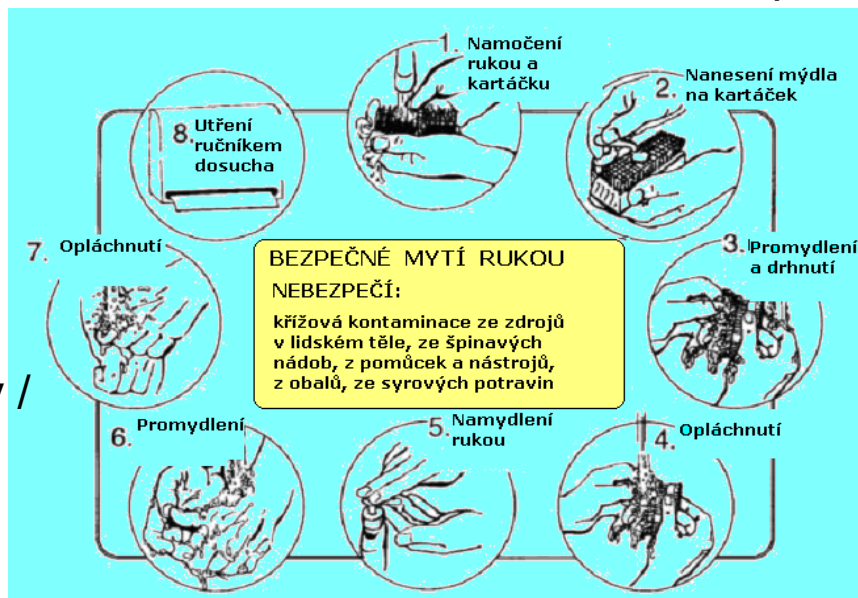 1. Namočení
rukou a
kartáčku
2. Nanesení mýdla
na kartáček
3. Promydlení
a drhnutí
4. Opláchnutí
5. Namydlení
rukou
6. Promydlení
7. Opláchnutí
8. Utření
ručníkem
dosucha
BEZPEČNÉ MYTÍ RUKOU
NEBEZPEČÍ:
křížová kontaminace ze zdrojů
v lidském těle, ze špinavých
nádob, z pomůcek a nástrojů,
z obalů, ze syrových potravin
/